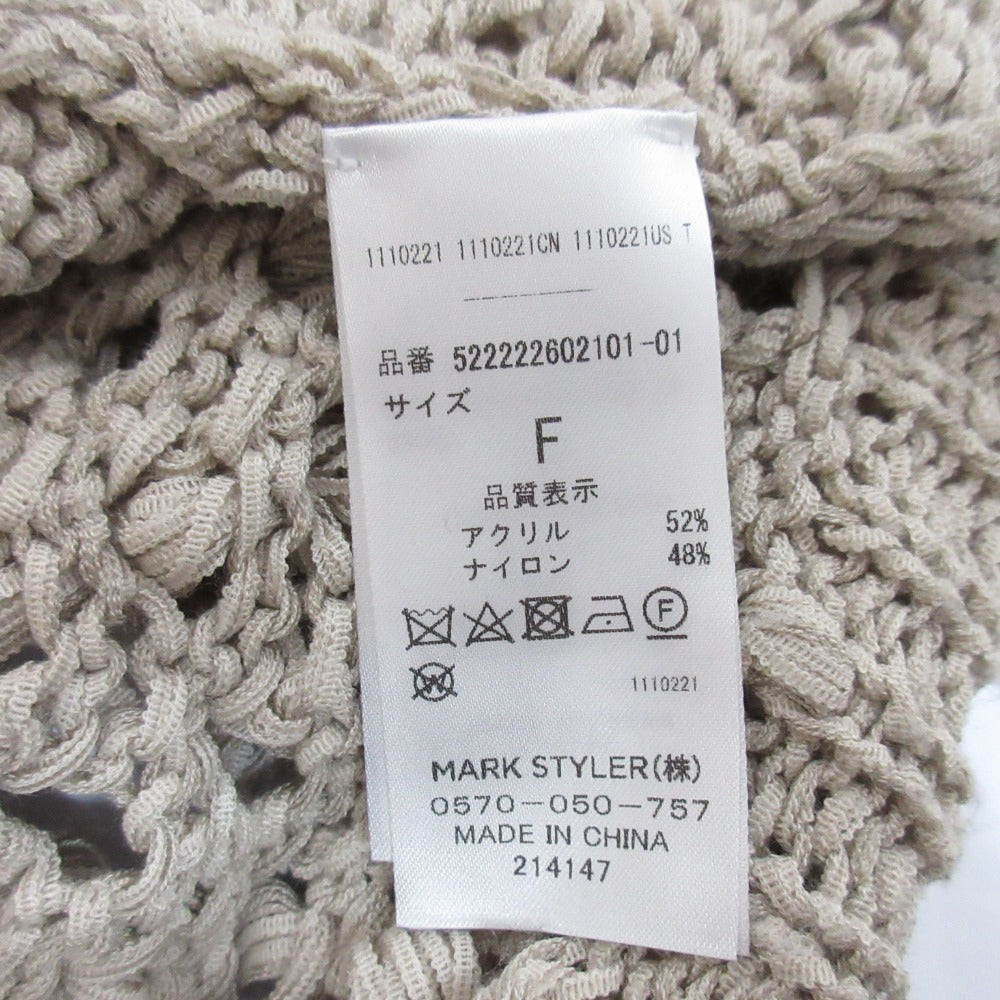 1110221 1110221CN 1110221US T
品番 522222602101-01
サイズ
F
品質表示
アクリル 52%
ナイロン 48%
F
W
1110221
MARK STYLER(株)
0570-050-757
MADE IN CHINA
214147